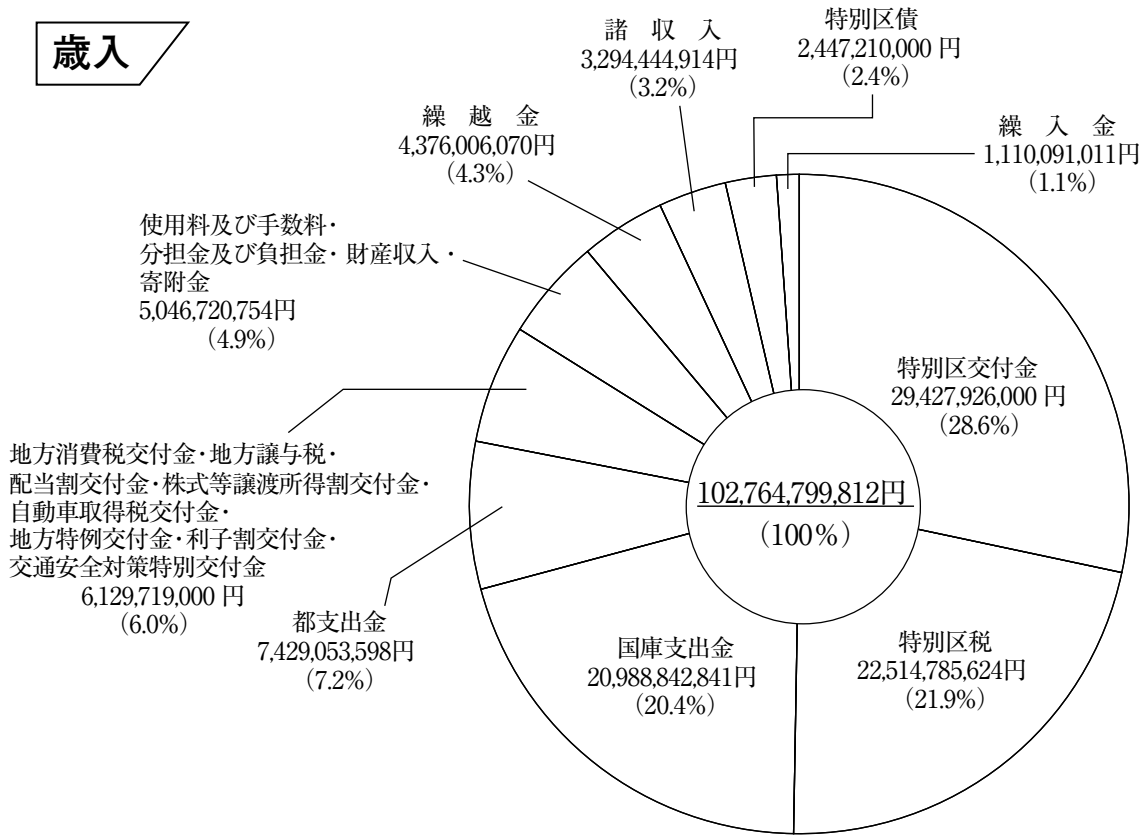 歳入
諸 収 入
3,294,444,914円
(3.2%)
特別区債
2,447,210,000 円
(2.4%)
繰 入 金
1,110,091,011円
(1.1%)
繰 越 金
4,376,006,070円
(4.3%)
使用料及び手数料・
分担金及び負担金・財産収入・
寄附金
5,046,720,754円
(4.9%)
特別区交付金
29,427,926,000 円
(28.6%)
地方消費税交付金・地方譲与税・
配当割交付金・株式等譲渡所得割交付金・
自動車取得税交付金・
地方特例交付金・利子割交付金・
交通安全対策特別交付金
6,129,719,000 円
(6.0%)
102,764,799,812円
(100%)
都支出金
7,429,053,598円
(7.2%)
国庫支出金
20,988,842,841円
(20.4%)
特別区税
22,514,785,624円
(21.9%)